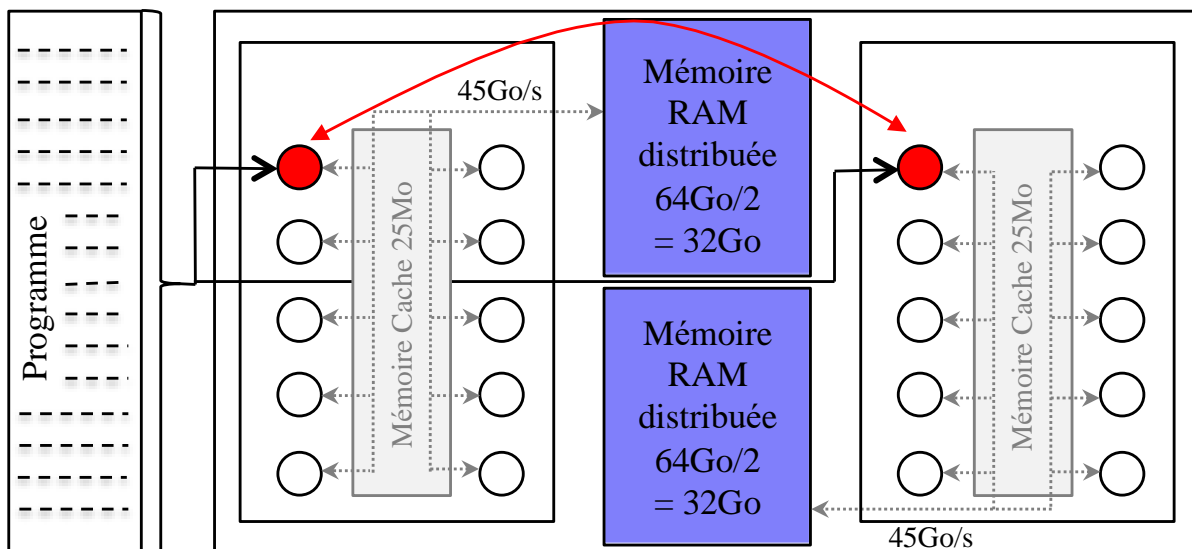 Programme
Mémoire Cache 25Mo
45Go/s
Mémoire
RAM
distribuée
64Go/2
= 32Go
Mémoire
RAM
distribuée
64Go/2
= 32Go
Mémoire Cache 25Mo
45Go/s